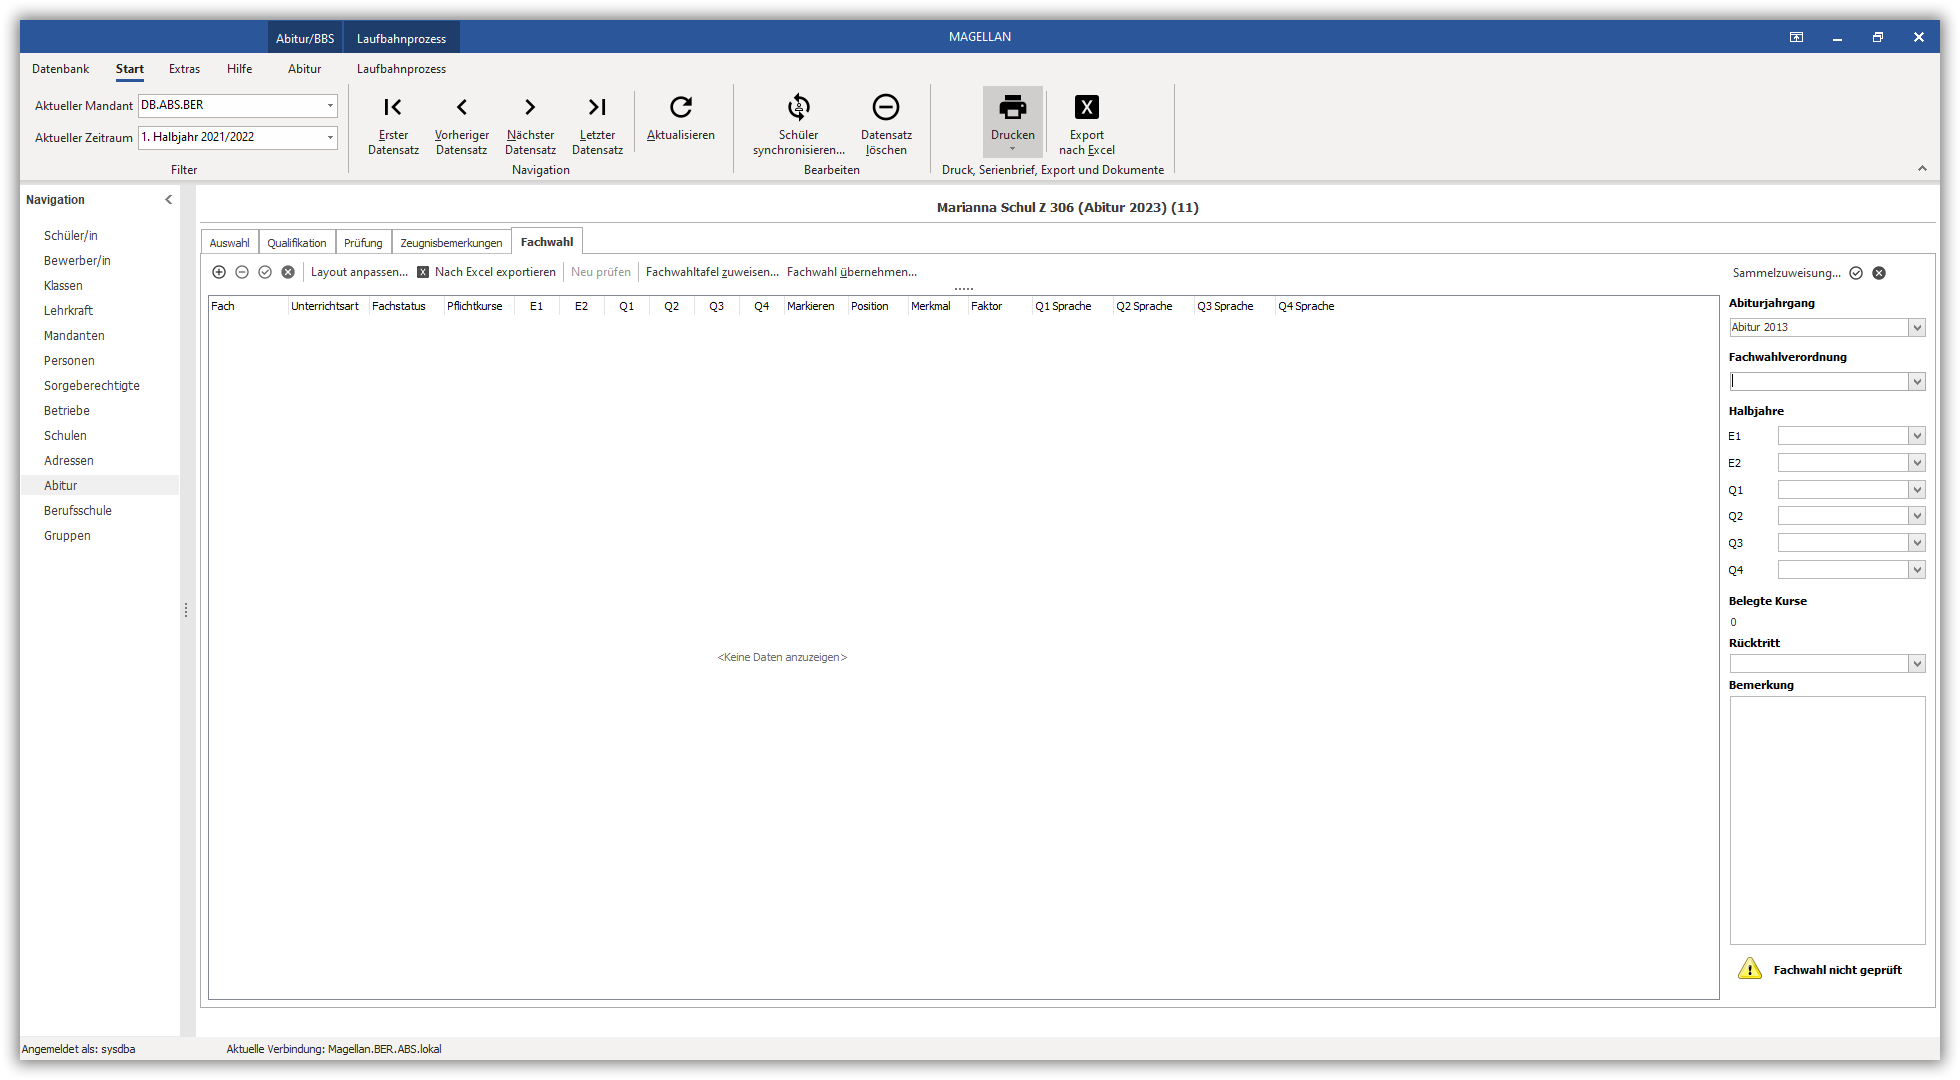 Abitur/BBS Laufbahnprozess MAGELLAN
Datenbank Start Extras Hilfe Abitur Laufbahnprozess
Aktueller Mandant DB.ABS.BER
Aktueller Zeitraum 1. Halbjahr 2021/2022
Filter
Erster Datensatz
Vorheriger Datensatz
Nächster Datensatz
Letzter Datensatz
Aktualisieren
Navigation
Schüler synchronisieren...
Datensatz löschen
Bearbeiten
Drucken
Export nach Excel
Druck, Serienbrief, Export und Dokumente
Navigation
Schüler/in
Bewerber/in
Klassen
Lehrkraft
Mandanten
Personen
Sorgeberechtigte
Betriebe
Schulen
Adressen
Abitur
Berufsschule
Gruppen
Marianna Schul Z 306 (Abitur 2023) (11)
Auswahl Qualifikation Prüfung Zeugnisbemerkungen Fachwahl
Layout anpassen... Nach Excel exportieren Neu prüfen Fachwahltafel zuweisen... Fachwahl übernehmen...
Fach Unterrichtsart Fachstatus Pflichtkurse E1 E2 Q1 Q2 Q3 Q4 Markieren Position Merkmal Faktor Q1 Sprache Q2 Sprache Q3 Sprache Q4 Sprache
<Keine Daten anzuzeigen>
Sammelzuweisung...
Abiturjahrgang
Abitur 2013
Fachwahlverordnung
Halbjahre
E1
E2
Q1
Q2
Q3
Q4
Belegte Kurse
0
Rücktritt
Bemerkung
Fachwahl nicht geprüft
Angemeldet als: sysdba Aktuelle Verbindung: Magellan.BER.ABS.lokal